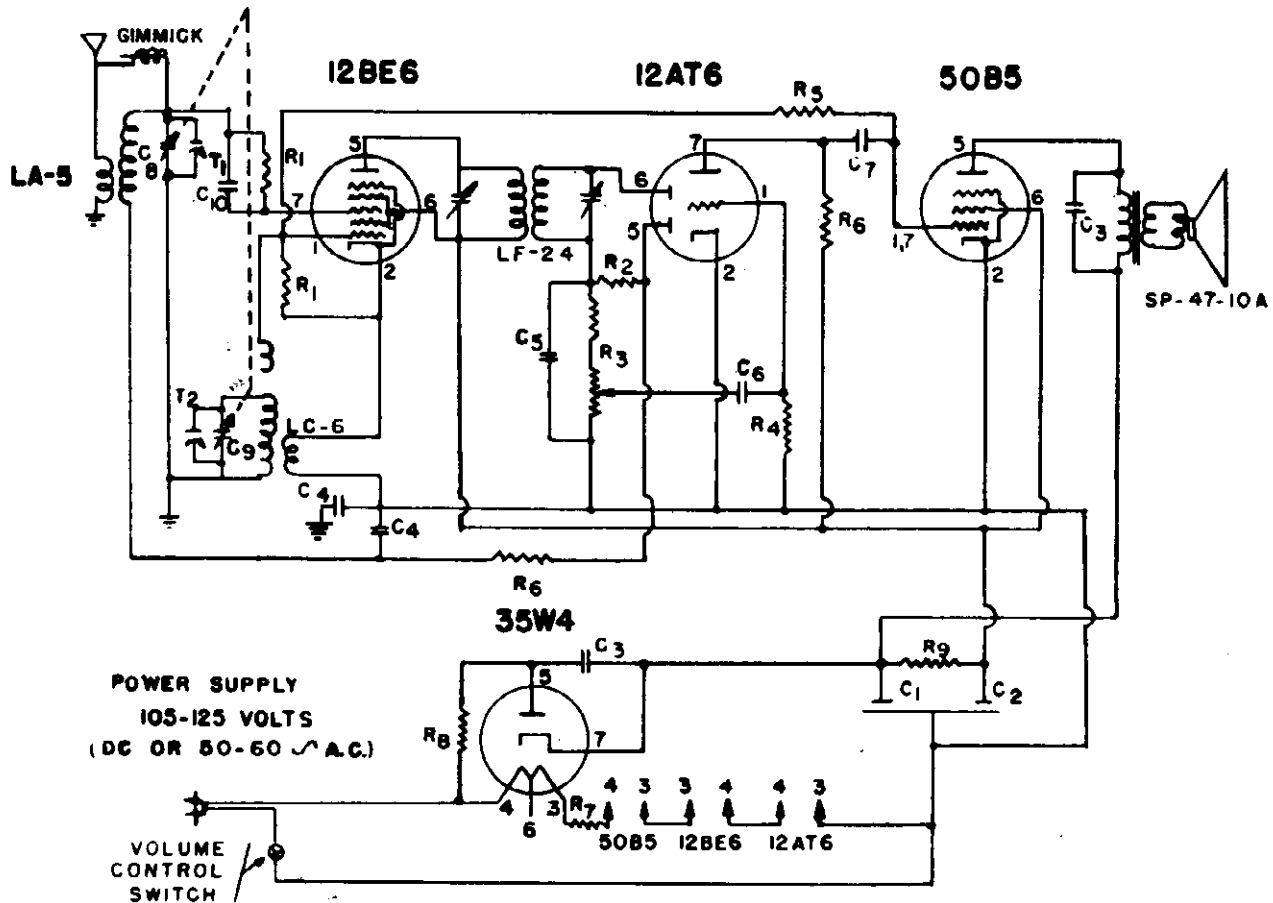 GIMMICK
12BE6
12AT6
50B5
R5
5
7
C7
5
LA-5
C8
T1
R1
C10
7
6
6
1
6
1
5
R6
C3
LF-24
1,7
2
R1
R2
2
2
SP-47-10A
C5
R3
C6
T2
LC-6
C9
R4
C4
C4
R6
35W4
C3
R9
POWER SUPPLY
5
C1
C2
105-125 VOLTS
R8
7
(DC OR 50-60 ∿ A.C.)
4
3
3
4
4
3
4
3
R7
6
50B5
12BE6
12AT6
VOLUME
CONTROL
SWITCH